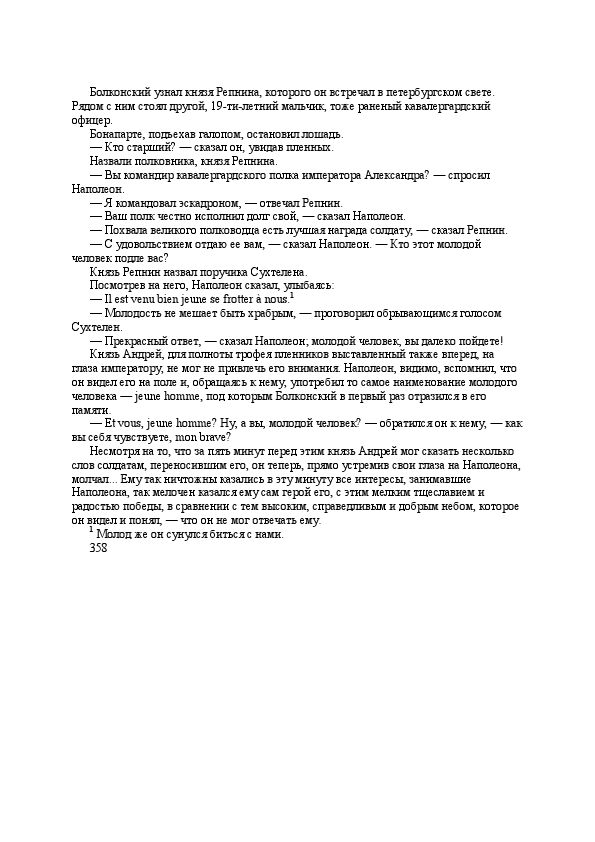 Болконский узнал князя Репнина, которого он встречал в петербургском свете.
Рядом с ним стоял другой, 19-ти-летний мальчик, тоже раненый кавалергардский
офицер.
Бонапарте, подъехав галопом, остановил лошадь.
— Кто старший? — сказал он, увидав пленных.
Назвали полковника, князя Репнина.
— Вы командир кавалергардского полка императора Александра? — спросил
Наполеон.
— Я командовал эскадроном, — отвечал Репнин.
— Ваш полк честно исполнил долг свой, — сказал Наполеон.
— Похвала великого полководца есть лучшая награда солдату, — сказал Репнин.
— С удовольствием отдаю ее вам, — сказал Наполеон. — Кто этот молодой
человек подле вас?
Князь Репнин назвал поручика Сухтелена.
Посмотрев на него, Наполеон сказал, улыбаясь:
— Il est venu bien jeune se frotter à nous.¹
— Молодость не мешает быть храбрым, — проговорил обрывающимся голосом
Сухтелен.
— Прекрасный ответ, — сказал Наполеон; молодой человек, вы далеко пойдете!
Князь Андрей, для полноты трофея пленников выставленный также вперед, на
глаза императору, не мог не привлечь его внимания. Наполеон, видимо, вспомнил, что
он видел его на поле и, обращаясь к нему, употребил то самое наименование молодого
человека — jeune homme, под которым Болконский в первый раз отразился в его
памяти.
— Et vous, jeune homme? Ну, а вы, молодой человек? — обратился он к нему, — как
вы себя чувствуете, mon brave?
Несмотря на то, что за пять минут перед этим князь Андрей мог сказать несколько
слов солдатам, переносившим его, он теперь, прямо устремив свои глаза на Наполеона,
молчал... Ему так ничтожны казались в эту минуту все интересы, занимавшие
Наполеона, так мелочен казался ему сам герой его, с этим мелким тщеславием и
радостью победы, в сравнении с тем высоким, справедливым и добрым небом, которое
он видел и понял, — что он не мог отвечать ему.
¹ Молод же он сунулся биться с нами.
358